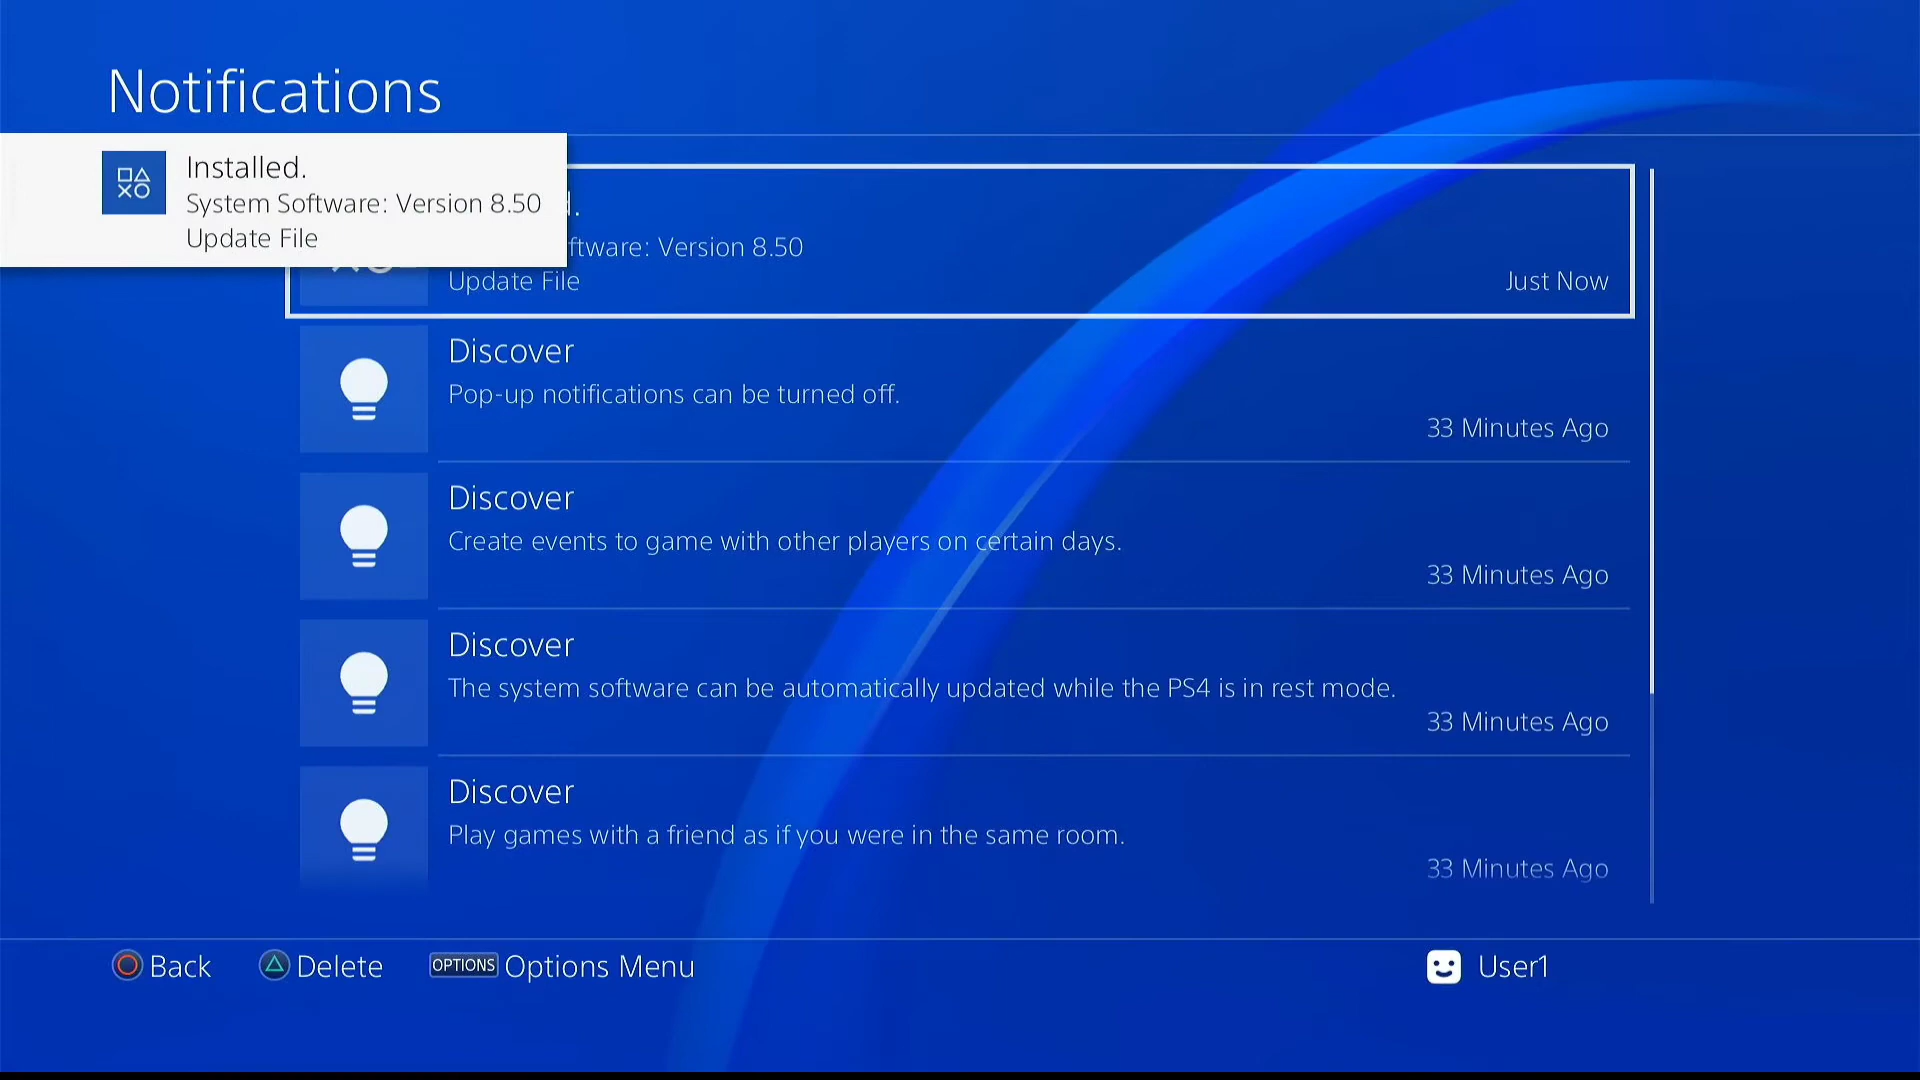 Notifications
Installed.
System Software: Version 8.50
Update File
d.
ftware: Version 8.50
Update File
Just Now
Discover
Pop-up notifications can be turned off.
33 Minutes Ago
Discover
Create events to game with other players on certain days.
33 Minutes Ago
Discover
The system software can be automatically updated while the PS4 is in rest mode.
33 Minutes Ago
Discover
Play games with a friend as if you were in the same room.
33 Minutes Ago
Back
Delete
OPTIONS Options Menu
User1